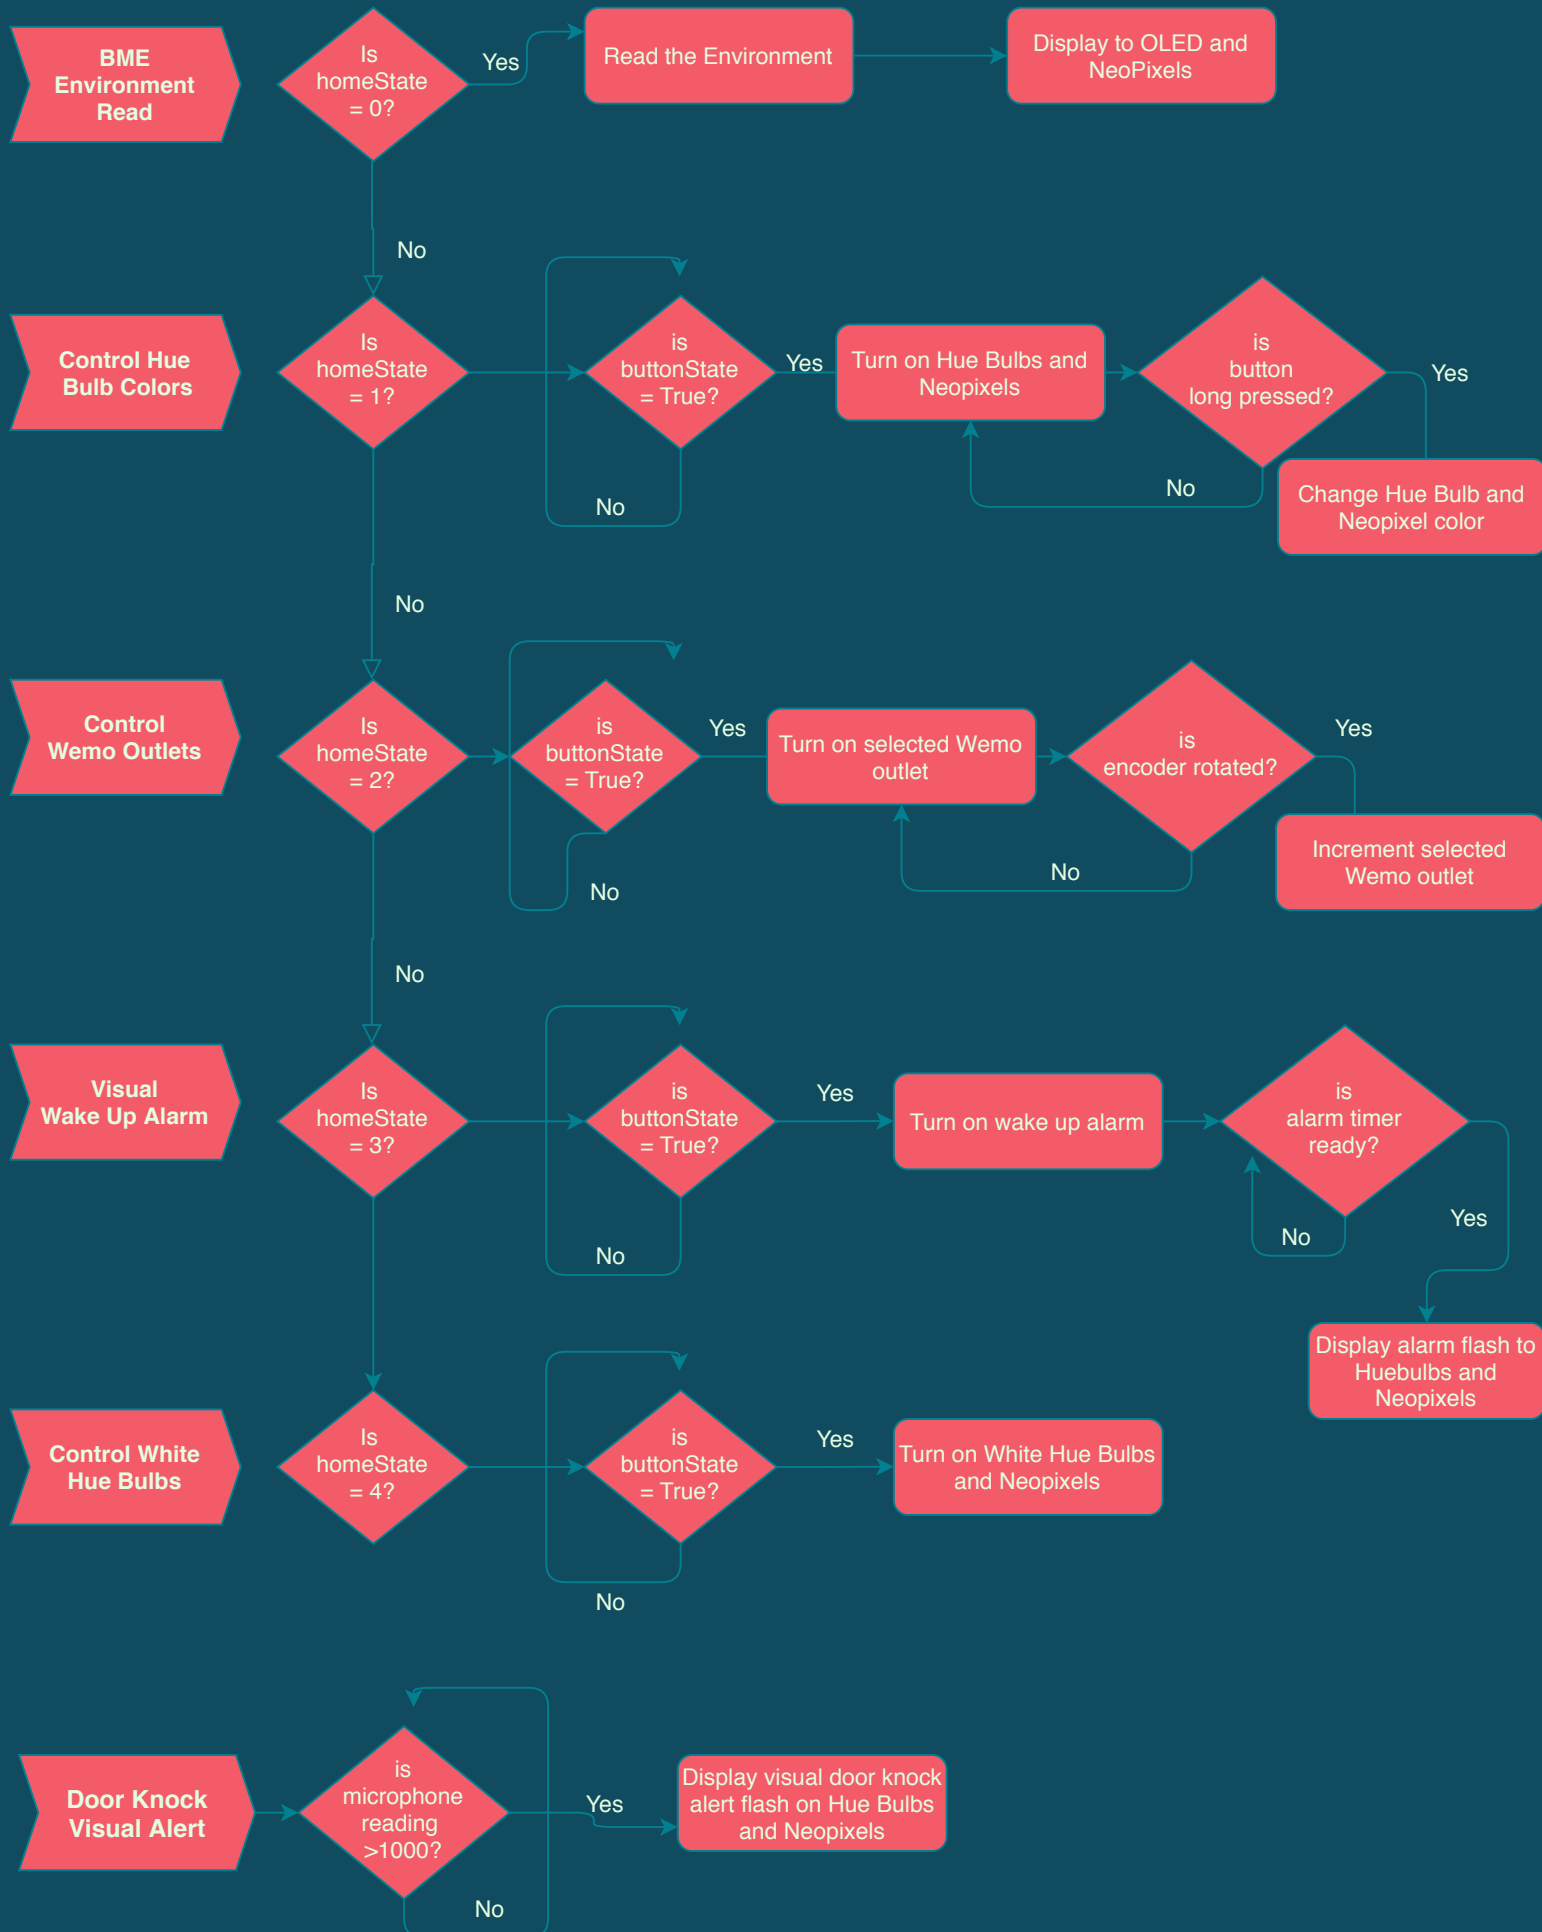 BME
Environment
Read
Is
homeState
= 0?
Yes
Read the Environment
Display to OLED and
NeoPixels
No
Control Hue
Bulb Colors
Is
homeState
= 1?
is
buttonState
= True?
Yes
Turn on Hue Bulbs and
Neopixels
is
button
long pressed?
Yes
No
No
Change Hue Bulb and
Neopixel color
No
Control
Wemo Outlets
Is
homeState
= 2?
is
buttonState
= True?
Yes
Turn on selected Wemo
outlet
is
encoder rotated?
Yes
No
No
Increment selected
Wemo outlet
No
Visual
Wake Up Alarm
Is
homeState
= 3?
is
buttonState
= True?
Yes
Turn on wake up alarm
is
alarm timer
ready?
No
No
Yes
Display alarm flash to
Huebulbs and
Neopixels
Control White
Hue Bulbs
Is
homeState
= 4?
is
buttonState
= True?
Yes
Turn on White Hue Bulbs
and Neopixels
No
Door Knock
Visual Alert
is
microphone
reading
>1000?
Yes
Display visual door knock
alert flash on Hue Bulbs
and Neopixels
No